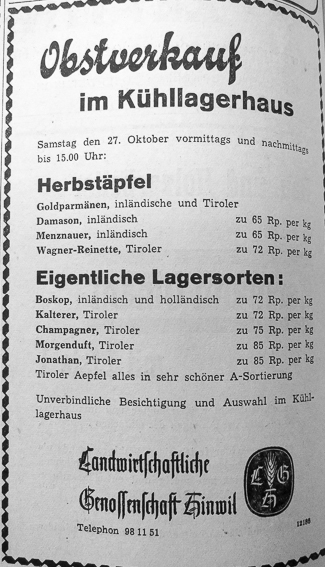 Obstverkauf
im Kühllagerhaus
Samstag den 27. Oktober vormittags und nachmittags
bis 15.00 Uhr:
Herbstäpfel
Goldparmänen, inländische und Tiroler
Damason, inländisch zu 65 Rp. per kg
Menznauer, inländisch zu 65 Rp. per kg
Wagner-Reinette, Tiroler zu 72 Rp. per kg
Eigentliche Lagersorten:
Boskop, inländisch und holländisch zu 72 Rp. per kg
Kalterer, Tiroler zu 72 Rp. per kg
Champagner, Tiroler zu 75 Rp. per kg
Morgenduft, Tiroler zu 85 Rp. per kg
Jonathan, Tiroler zu 85 Rp. per kg
Tiroler Aepfel alles in sehr schöner A-Sortierung
Unverbindliche Besichtigung und Auswahl im Kühl-
lagerhaus
Landwirtschaftliche
Genossenschaft Hinwil
L G
H
Telephon 98 11 51